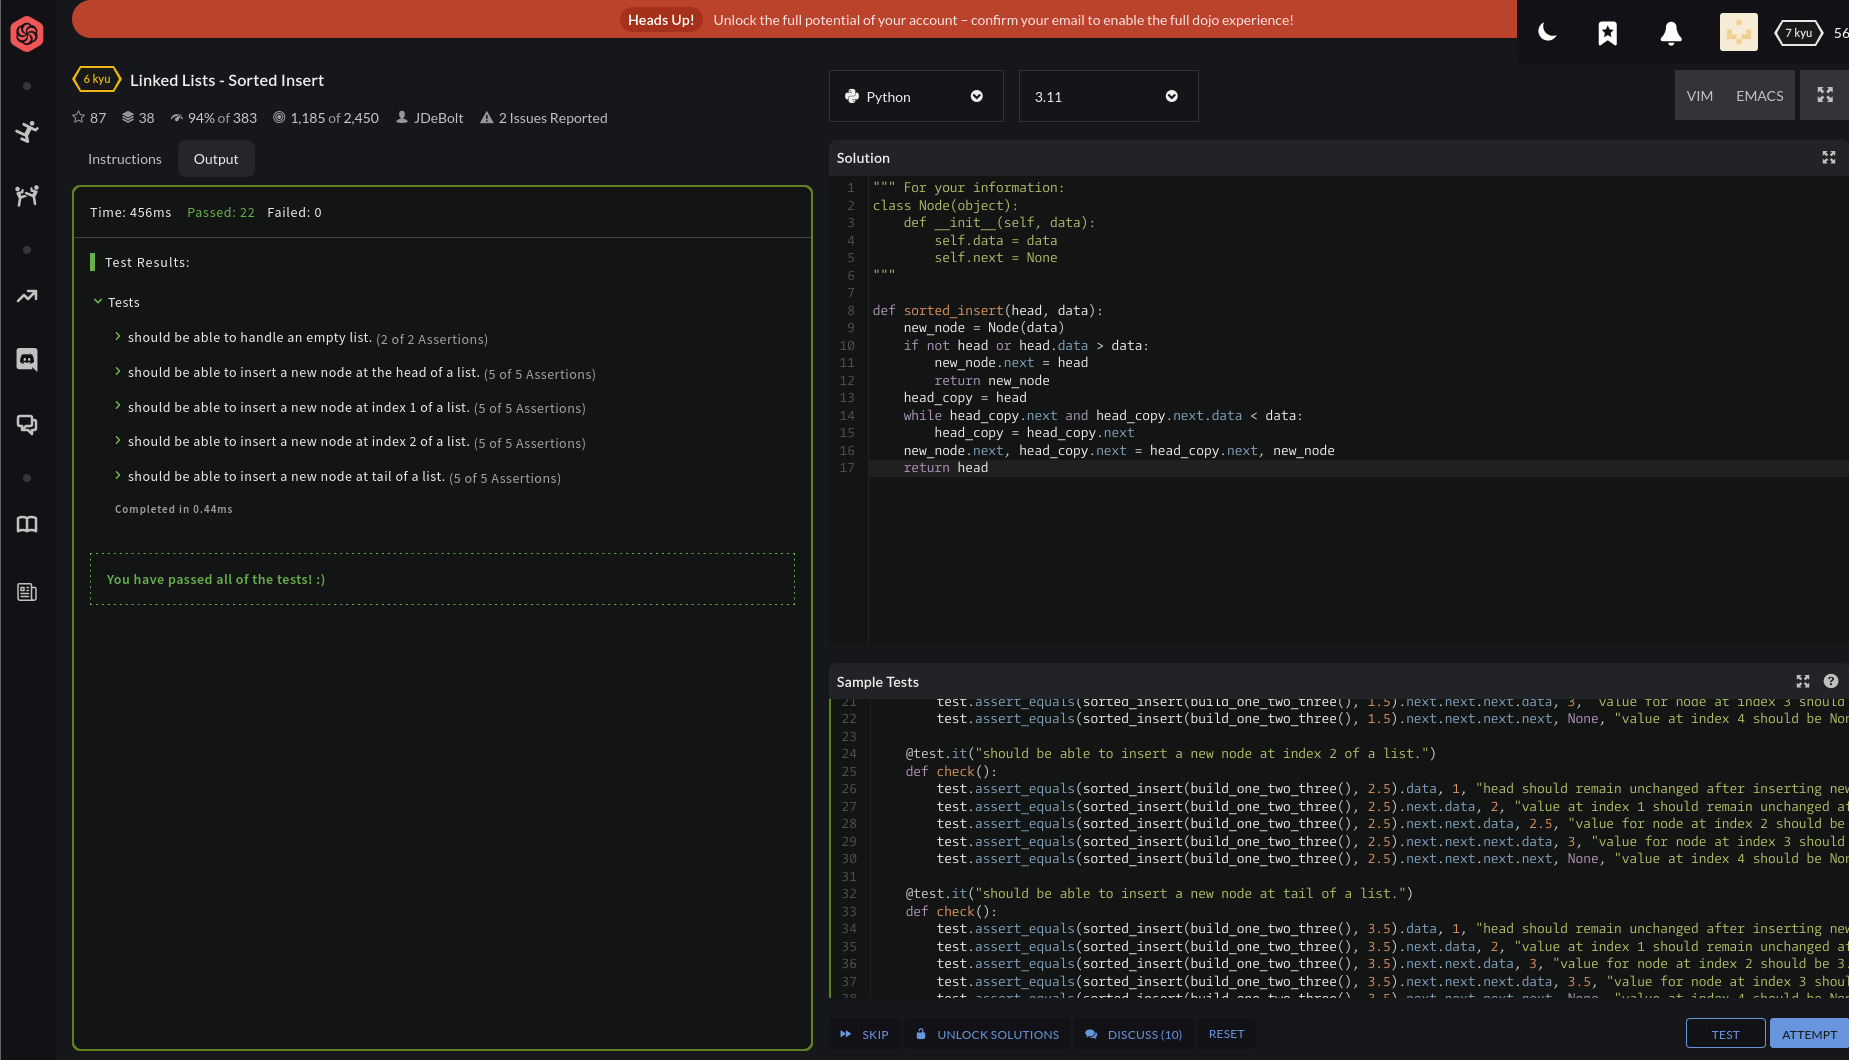 Heads Up! Unlock the full potential of your account – confirm your email to enable the full dojo experience!
7 kyu 56
6 kyu Linked Lists - Sorted Insert
87 38 94% of 383 1,185 of 2,450 JDeBolt 2 Issues Reported
Instructions Output
Time: 456ms Passed: 22 Failed: 0
Test Results:
Tests
should be able to handle an empty list. (2 of 2 Assertions)
should be able to insert a new node at the head of a list. (5 of 5 Assertions)
should be able to insert a new node at index 1 of a list. (5 of 5 Assertions)
should be able to insert a new node at index 2 of a list. (5 of 5 Assertions)
should be able to insert a new node at tail of a list. (5 of 5 Assertions)
Completed in 0.44ms
You have passed all of the tests! :)
Python 3.11 VIM EMACS
Solution
1 """ For your information:
2 class Node(object):
3     def __init__(self, data):
4         self.data = data
5         self.next = None
6 """
7
8 def sorted_insert(head, data):
9     new_node = Node(data)
10     if not head or head.data > data:
11         new_node.next = head
12         return new_node
13     head_copy = head
14     while head_copy.next and head_copy.next.data < data:
15         head_copy = head_copy.next
16     new_node.next, head_copy.next = head_copy.next, new_node
17     return head
Sample Tests
21         test.assert_equals(sorted_insert(build_one_two_three(), 1.5).next.next.next.data, 3, "value for node at index 3 should
22         test.assert_equals(sorted_insert(build_one_two_three(), 1.5).next.next.next.next, None, "value at index 4 should be Non
23
24     @test.it("should be able to insert a new node at index 2 of a list.")
25     def check():
26         test.assert_equals(sorted_insert(build_one_two_three(), 2.5).data, 1, "head should remain unchanged after inserting new
27         test.assert_equals(sorted_insert(build_one_two_three(), 2.5).next.data, 2, "value at index 1 should remain unchanged af
28         test.assert_equals(sorted_insert(build_one_two_three(), 2.5).next.next.data, 2.5, "value for node at index 2 should be
29         test.assert_equals(sorted_insert(build_one_two_three(), 2.5).next.next.next.data, 3, "value for node at index 3 should
30         test.assert_equals(sorted_insert(build_one_two_three(), 2.5).next.next.next.next, None, "value at index 4 should be Non
31
32     @test.it("should be able to insert a new node at tail of a list.")
33     def check():
34         test.assert_equals(sorted_insert(build_one_two_three(), 3.5).data, 1, "head should remain unchanged after inserting new
35         test.assert_equals(sorted_insert(build_one_two_three(), 3.5).next.data, 2, "value at index 1 should remain unchanged af
36         test.assert_equals(sorted_insert(build_one_two_three(), 3.5).next.next.data, 3, "value for node at index 2 should be 3.
37         test.assert_equals(sorted_insert(build_one_two_three(), 3.5).next.next.next.data, 3.5, "value for node at index 3 shoul
38         test.assert_equals(sorted_insert(build_one_two_three(), 3.5).next.next.next.next, None, "value at index 4 should be Non
SKIP UNLOCK SOLUTIONS DISCUSS (10) RESET TEST ATTEMPT